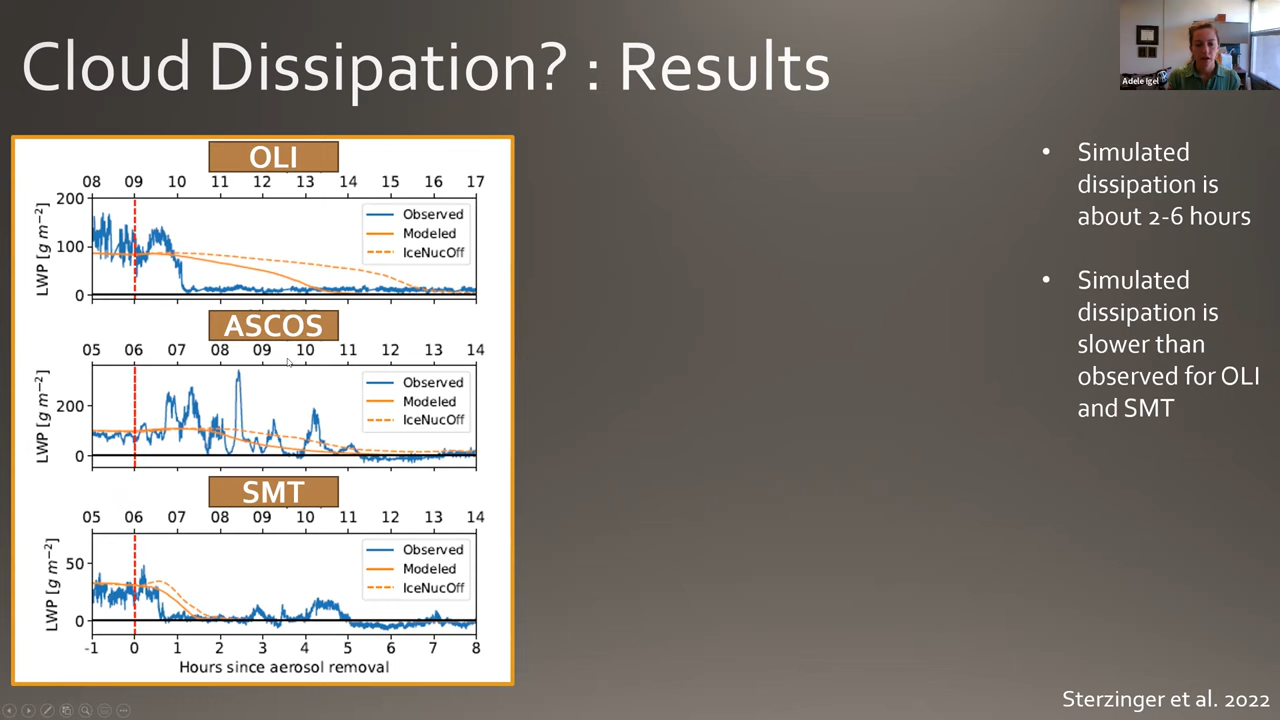 Cloud Dissipation? : Results
Adele Igel
OLI
08 09 10 11 12 13 14 15 16 17
200
100
0
LWP [g m⁻²]
Observed
Modeled
IceNucOff
ASCOS
05 06 07 08 09 10 11 12 13 14
200
0
LWP [g m⁻²]
Observed
Modeled
IceNucOff
SMT
05 06 07 08 09 10 11 12 13 14
50
0
LWP [g m⁻²]
Observed
Modeled
IceNucOff
-1 0 1 2 3 4 5 6 7 8
Hours since aerosol removal
• Simulated
dissipation is
about 2-6 hours
• Simulated
dissipation is
slower than
observed for OLI
and SMT
Sterzinger et al. 2022